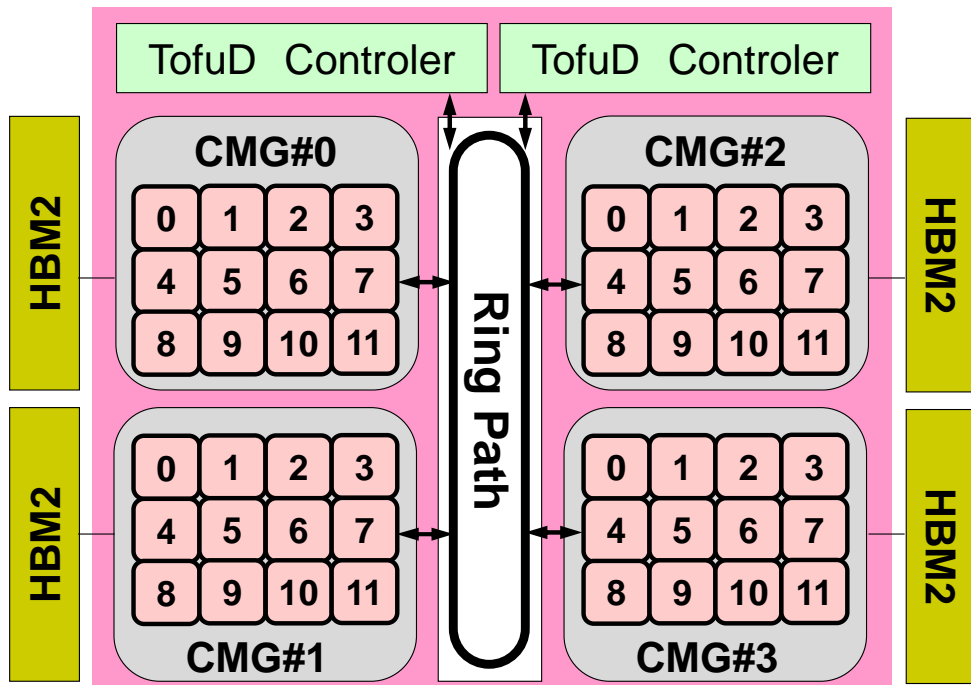 TofuD Controler
TofuD Controler
HBM2
CMG#0
0 1 2 3
4 5 6 7
8 9 10 11
Ring Path
CMG#2
0 1 2 3
4 5 6 7
8 9 10 11
HBM2
HBM2
0 1 2 3
4 5 6 7
8 9 10 11
CMG#1
0 1 2 3
4 5 6 7
8 9 10 11
CMG#3
HBM2